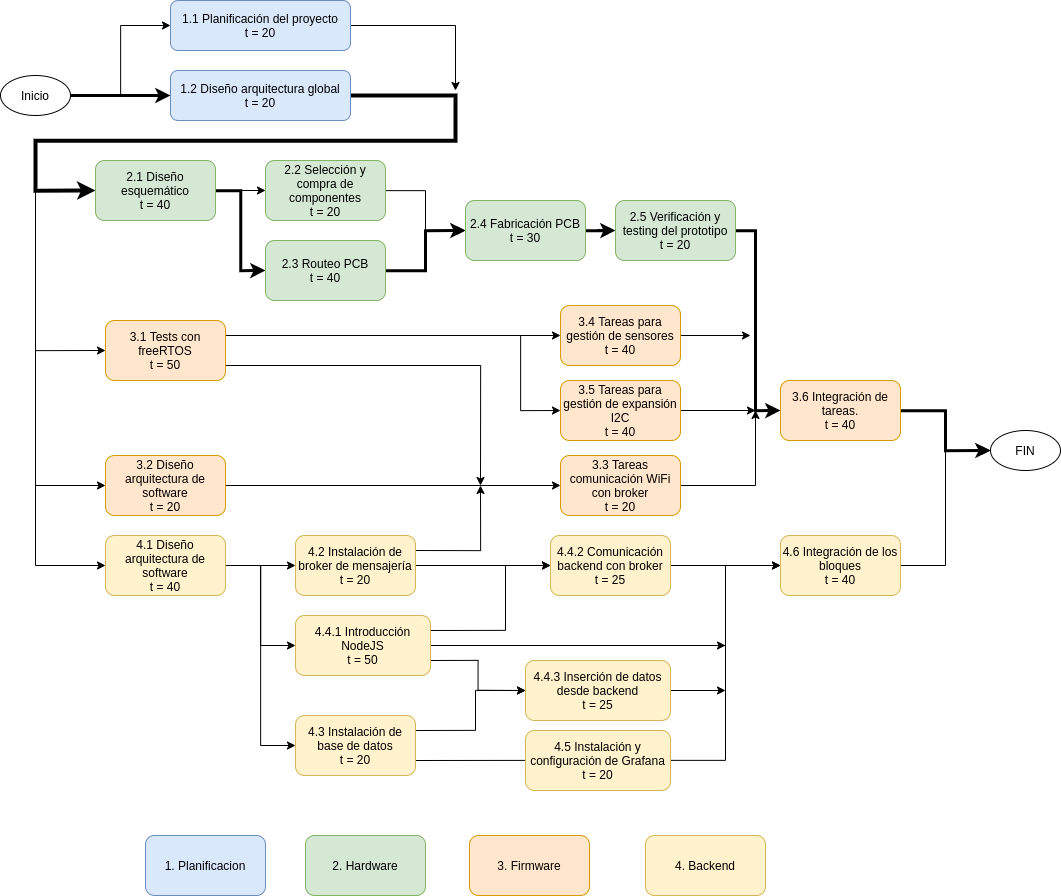 1.1 Planificación del proyecto
t = 20
Inicio
1.2 Diseño arquitectura global
t = 20
2.1 Diseño
esquemático
t = 40
2.2 Selección y
compra de
componentes
t = 20
2.3 Routeo PCB
t = 40
2.4 Fabricación PCB
t = 30
2.5 Verificación y
testing del prototipo
t = 20
3.1 Tests con
freeRTOS
t = 50
3.4 Tareas para
gestión de sensores
t = 40
3.5 Tareas para
gestión de expansión
I2C
t = 40
3.6 Integración de
tareas.
t = 40
FIN
3.2 Diseño
arquitectura de
software
t = 20
3.3 Tareas
comunicación WiFi
con broker
t = 20
4.1 Diseño
arquitectura de
software
t = 40
4.2 Instalación de
broker de mensajería
t = 20
4.4.2 Comunicación
backend con broker
t = 25
4.6 Integración de los
bloques
t = 40
4.4.1 Introducción
NodeJS
t = 50
4.4.3 Inserción de datos
desde backend
t = 25
4.3 Instalación de
base de datos
t = 20
4.5 Instalación y
configuración de Grafana
t = 20
1. Planificacion
2. Hardware
3. Firmware
4. Backend